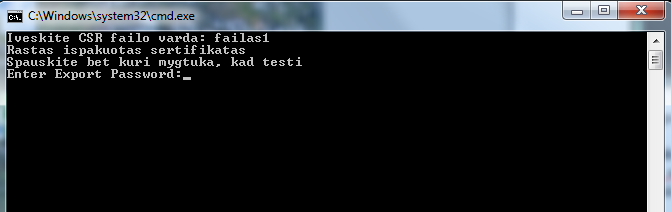 C:\Windows\system32\cmd.exe
Iveskite CSR failo varda: failas1
Rastas ispakuotas sertifikatas
Spauskite bet kuri mygtuka, kad testi
Enter Export Password:_